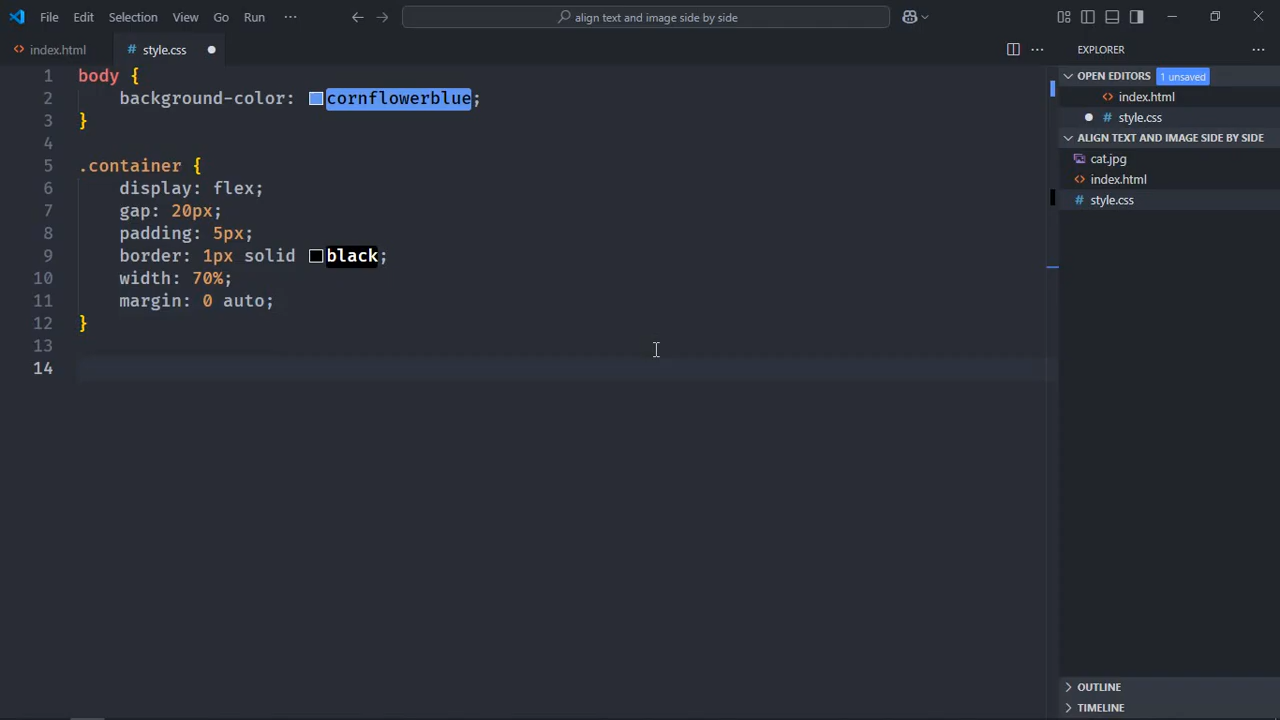 File Edit Selection View Go Run ··· align text and image side by side
index.html # style.css EXPLORER ···
OPEN EDITORS 1 unsaved
index.html
style.css
ALIGN TEXT AND IMAGE SIDE BY SIDE
cat.jpg
index.html
# style.css
OUTLINE
TIMELINE
1 body {
2 background-color: cornflowerblue;
3 }
4
5 .container {
6 display: flex;
7 gap: 20px;
8 padding: 5px;
9 border: 1px solid black;
10 width: 70%;
11 margin: 0 auto;
12 }
13
14